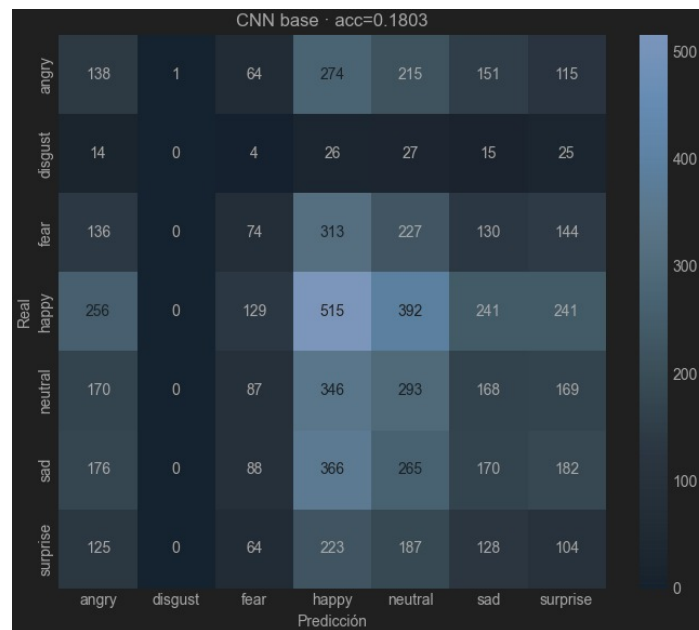 CNN base · acc=0.1803
angry 138 1 64 274 215 151 115
disgust 14 0 4 26 27 15 25
fear 136 0 74 313 227 130 144
happy 256 0 129 515 392 241 241
neutral 170 0 87 346 293 168 169
sad 176 0 88 366 265 170 182
surprise 125 0 64 223 187 128 104
angry disgust fear happy neutral sad surprise
Predicción
Real
500
400
300
200
100
0